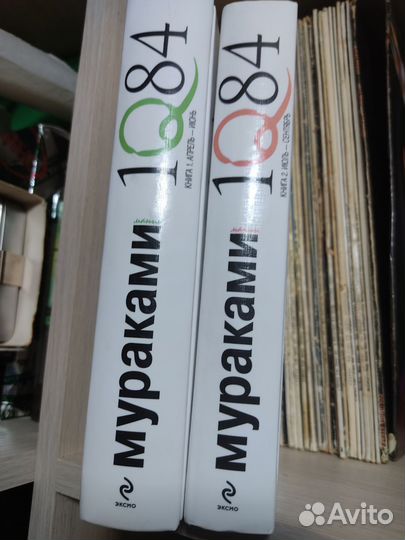 мураками
1Q84
КНИГА 1. АПРЕЛЬ — ИЮНЬ
эксмо
мураками
1Q84
КНИГА 2. ИЮЛЬ — СЕНТЯБРЬ
эксмо
Avito